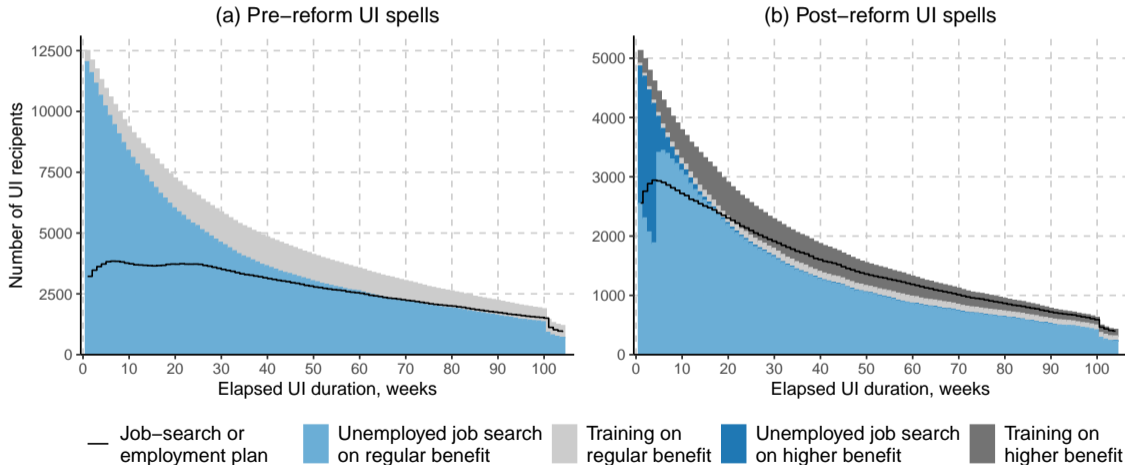 (a) Pre−reform UI spells
(b) Post−reform UI spells
Number of UI recipents
12500
10000
7500
5000
2500
0
5000
4000
3000
2000
1000
0
0 10 20 30 40 50 60 70 80 90 100
0 10 20 30 40 50 60 70 80 90 100
Elapsed UI duration, weeks
Elapsed UI duration, weeks
Job−search or
employment plan
Unemployed job search
on regular benefit
Training on
regular benefit
Unemployed job search
on higher benefit
Training on
higher benefit